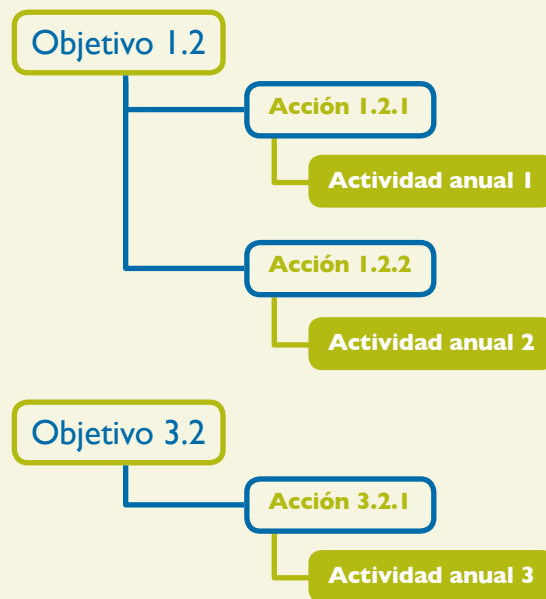 Objetivo 1.2
Acción 1.2.1
Actividad anual 1
Acción 1.2.2
Actividad anual 2
Objetivo 3.2
Acción 3.2.1
Actividad anual 3